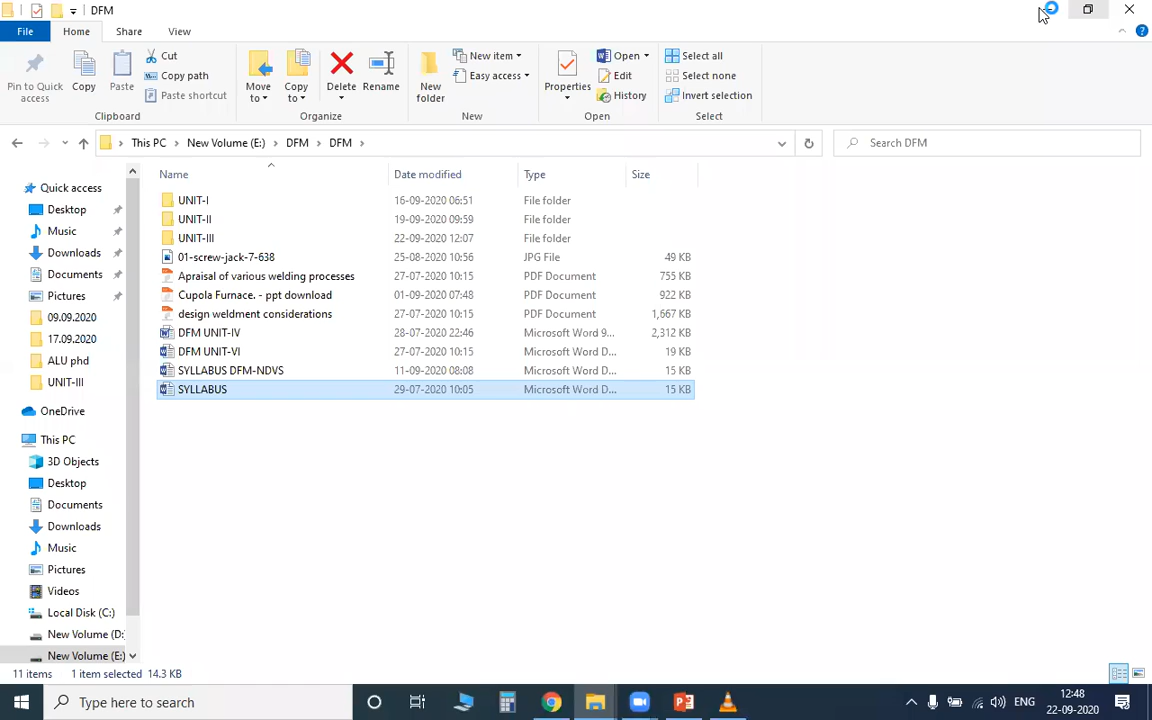 DFM
File Home Share View
Pin to Quick access
Copy
Paste
Cut
Copy path
Paste shortcut
Clipboard
Move to
Copy to
Delete
Rename
Organize
New folder
New item
Easy access
New
Properties
Open
Edit
History
Open
Select all
Select none
Invert selection
Select
This PC > New Volume (E:) > DFM > DFM >
Search DFM
Name Date modified Type Size
UNIT-I 16-09-2020 06:51 File folder
UNIT-II 19-09-2020 09:59 File folder
UNIT-III 22-09-2020 12:07 File folder
01-screw-jack-7-638 25-08-2020 10:56 JPG File 49 KB
Apraisal of various welding processes 27-07-2020 10:15 PDF Document 755 KB
Cupola Furnace. - ppt download 01-09-2020 07:48 PDF Document 922 KB
design weldment considerations 27-07-2020 10:15 PDF Document 1,667 KB
DFM UNIT-IV 28-07-2020 22:46 Microsoft Word 9... 2,312 KB
DFM UNIT-VI 27-07-2020 10:15 Microsoft Word D... 19 KB
SYLLABUS DFM-NDVS 11-09-2020 08:08 Microsoft Word D... 15 KB
SYLLABUS 29-07-2020 10:05 Microsoft Word D... 15 KB
Quick access
Desktop
Music
Downloads
Documents
Pictures
09.09.2020
17.09.2020
ALU phd
UNIT-III
OneDrive
This PC
3D Objects
Desktop
Documents
Downloads
Music
Pictures
Videos
Local Disk (C:)
New Volume (D:
New Volume (E:)
11 items 1 item selected 14.3 KB
Type here to search
ENG
12:48
22-09-2020